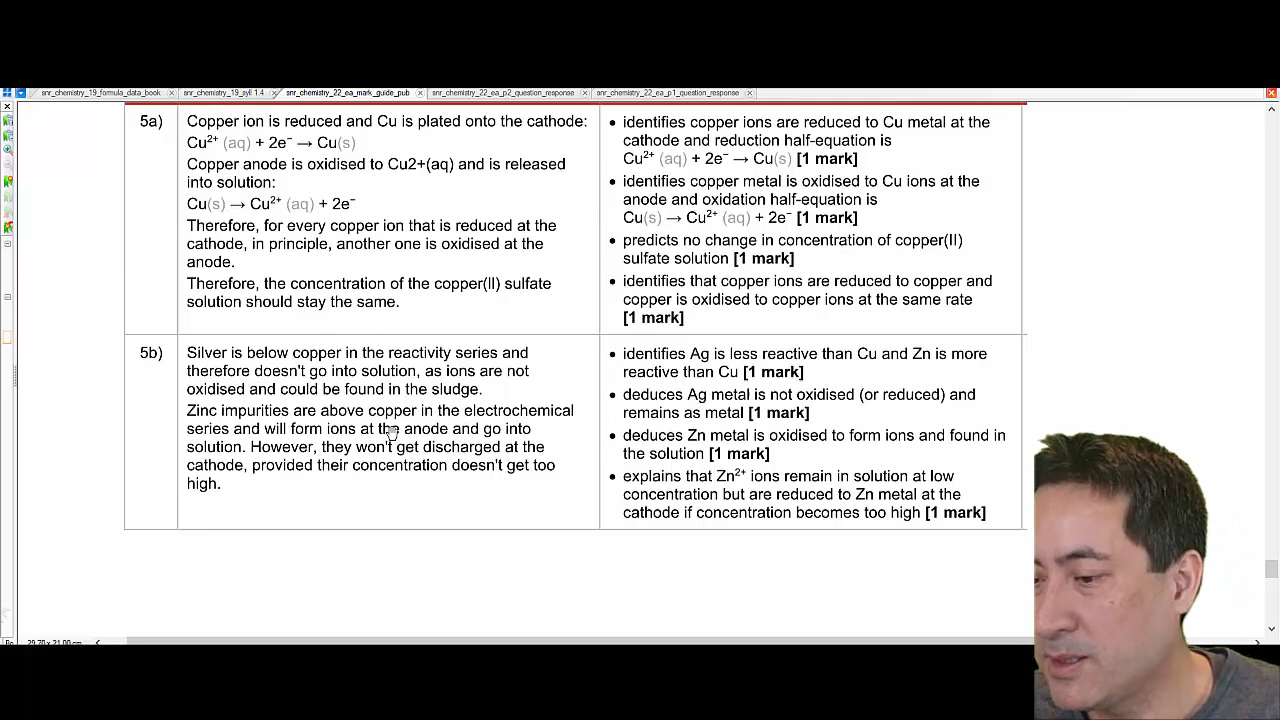 snr_chemistry_19_formula_data_book
snr_chemistry_19_syll 1.4
snr_chemistry_22_ea_mark_guide_pub
snr_chemistry_22_ea_p2_question_response
snr_chemistry_22_ea_p1_question_response
5a)
Copper ion is reduced and Cu is plated onto the cathode:
Cu²⁺ (aq) + 2e⁻ → Cu(s)
Copper anode is oxidised to Cu2+(aq) and is released
into solution:
Cu(s) → Cu²⁺ (aq) + 2e⁻
Therefore, for every copper ion that is reduced at the
cathode, in principle, another one is oxidised at the
anode.
Therefore, the concentration of the copper(II) sulfate
solution should stay the same.
• identifies copper ions are reduced to Cu metal at the
cathode and reduction half-equation is
Cu²⁺ (aq) + 2e⁻ → Cu(s) [1 mark]
• identifies copper metal is oxidised to Cu ions at the
anode and oxidation half-equation is
Cu(s) → Cu²⁺ (aq) + 2e⁻ [1 mark]
• predicts no change in concentration of copper(II)
sulfate solution [1 mark]
• identifies that copper ions are reduced to copper and
copper is oxidised to copper ions at the same rate
[1 mark]
5b)
Silver is below copper in the reactivity series and
therefore doesn't go into solution, as ions are not
oxidised and could be found in the sludge.
Zinc impurities are above copper in the electrochemical
series and will form ions at the anode and go into
solution. However, they won't get discharged at the
cathode, provided their concentration doesn't get too
high.
• identifies Ag is less reactive than Cu and Zn is more
reactive than Cu [1 mark]
• deduces Ag metal is not oxidised (or reduced) and
remains as metal [1 mark]
• deduces Zn metal is oxidised to form ions and found in
the solution [1 mark]
• explains that Zn²⁺ ions remain in solution at low
concentration but are reduced to Zn metal at the
cathode if concentration becomes too high [1 mark]
29.70 x 21.00 cm